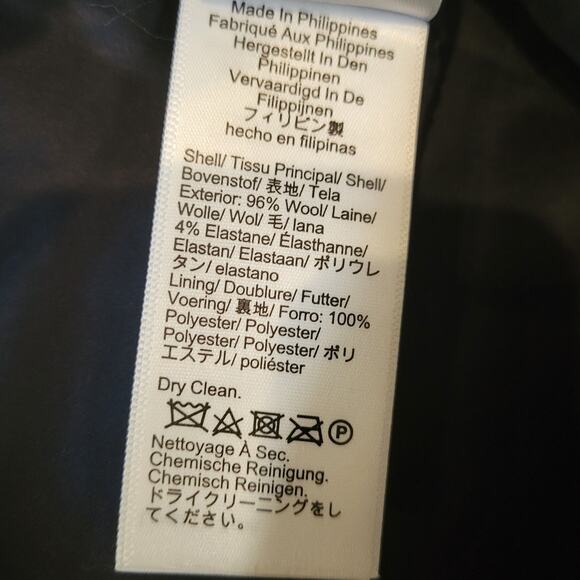 Made In Philippines
Fabriqué Aux Philippines
Hergestellt In Den
Philippinen
Vervaardigd In De
Filippijnen
フィリピン製
hecho en filipinas
Shell/ Tissu Principal/ Shell/
Bovenstof/ 表地/ Tela
Exterior: 96% Wool/ Laine/
Wolle/ Wol/ 毛/ lana
4% Elastane/ Élasthanne/
Elastan/ Elastaan/ ポリウレ
タン/ elastano
Lining/ Doublure/ Futter/
Voering/ 裏地/ Forro: 100%
Polyester/ Polyester/
Polyester/ Polyester/ ポリ
エステル/ poliéster
Dry Clean.
P
Nettoyage À Sec.
Chemische Reinigung.
Chemisch Reinigen.
ドライクリーニングをし
てください。